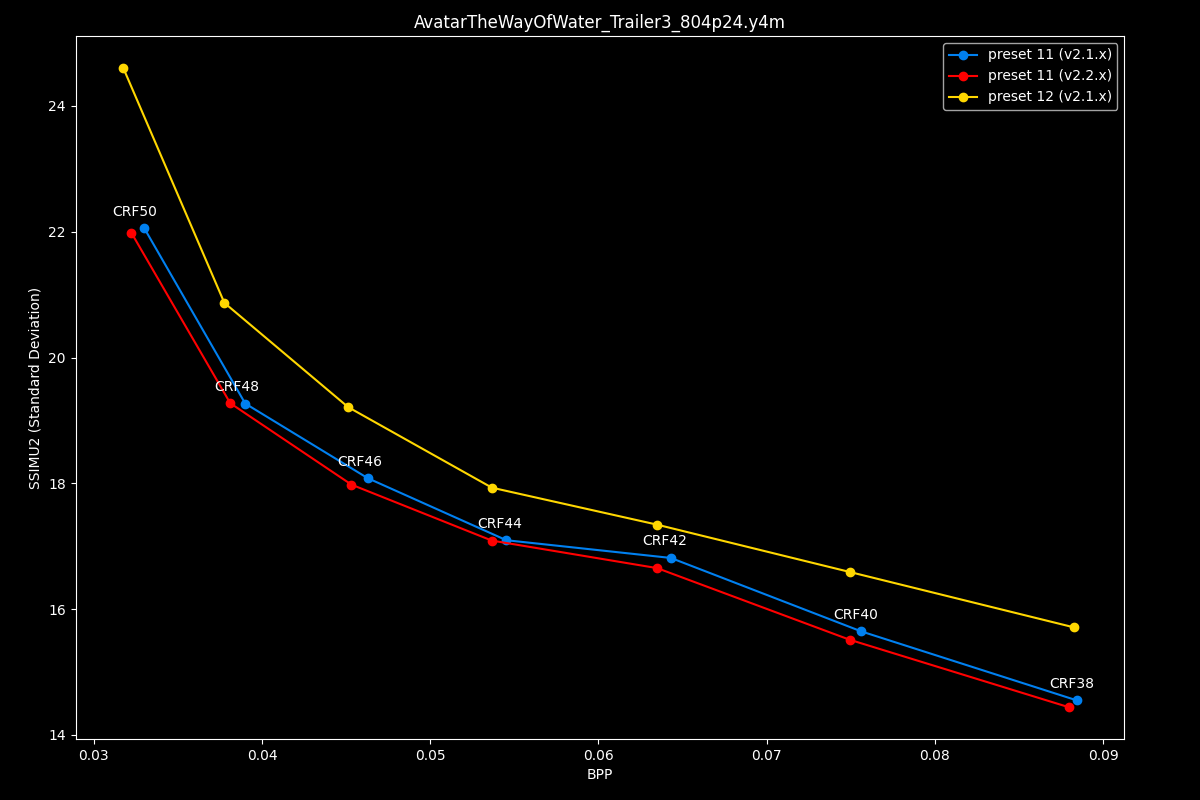 AvatarTheWayOfWater_Trailer3_804p24.y4m
preset 11 (v2.1.x)
preset 11 (v2.2.x)
preset 12 (v2.1.x)
24
22
20
18
16
14
SSIMU2 (Standard Deviation)
CRF50
CRF48
CRF46
CRF44
CRF42
CRF40
CRF38
0.03
0.04
0.05
0.06
0.07
0.08
0.09
BPP